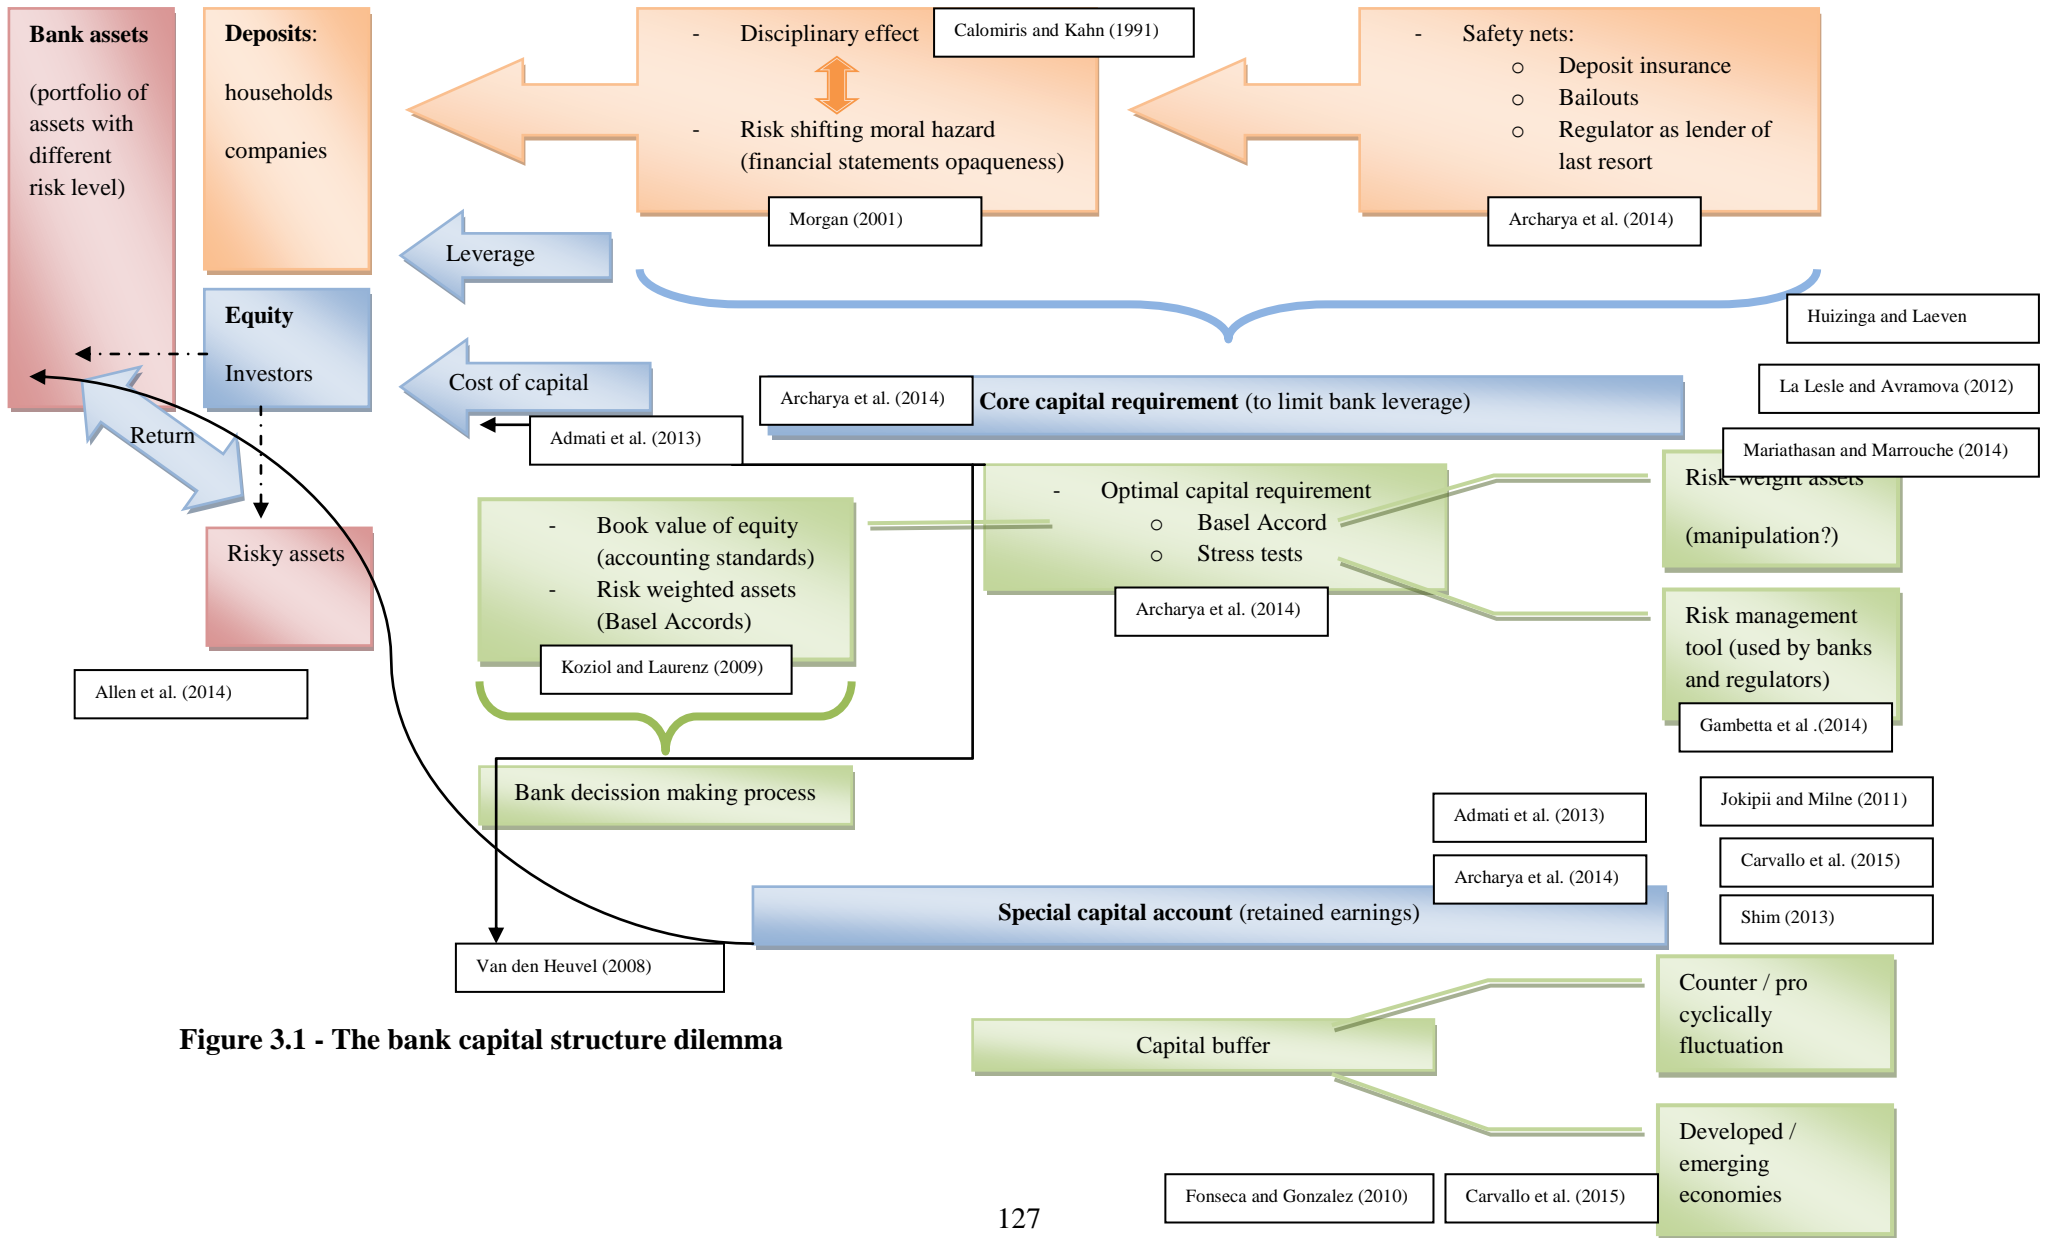 Bank assets
(portfolio of
assets with
different
risk level)
Deposits:
households
companies
- Disciplinary effect
Calomiris and Kahn (1991)
- Risk shifting moral hazard
(financial statements opaqueness)
Morgan (2001)
- Safety nets:
o Deposit insurance
o Bailouts
o Regulator as lender of
last resort
Archarya et al. (2014)
Leverage
Equity
Investors
Cost of capital
Return
Risky assets
Allen et al. (2014)
Admati et al. (2013)
Archarya et al. (2014)
Core capital requirement (to limit bank leverage)
Huizinga and Laeven
La Lesle and Avramova (2012)
Mariathasan and Marrouche (2014)
- Book value of equity
(accounting standards)
- Risk weighted assets
(Basel Accords)
Koziol and Laurenz (2009)
- Optimal capital requirement
o Basel Accord
o Stress tests
Archarya et al. (2014)
Risk-weight assets
(manipulation?)
Risk management
tool (used by banks
and regulators)
Gambetta et al .(2014)
Bank decission making process
Admati et al. (2013)
Archarya et al. (2014)
Jokipii and Milne (2011)
Carvallo et al. (2015)
Shim (2013)
Special capital account (retained earnings)
Van den Heuvel (2008)
Capital buffer
Counter / pro
cyclically
fluctuation
Developed /
emerging
economies
Fonseca and Gonzalez (2010)
Carvallo et al. (2015)
Figure 3.1 - The bank capital structure dilemma
127